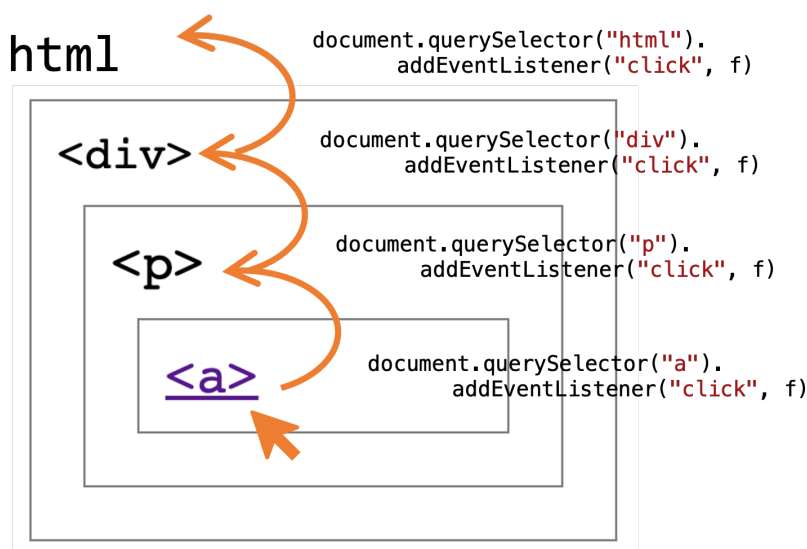 html
document.querySelector("html").
addEventListener("click", f)
<div>
document.querySelector("div").
addEventListener("click", f)
<p>
document.querySelector("p").
addEventListener("click", f)
<a>
document.querySelector("a").
addEventListener("click", f)